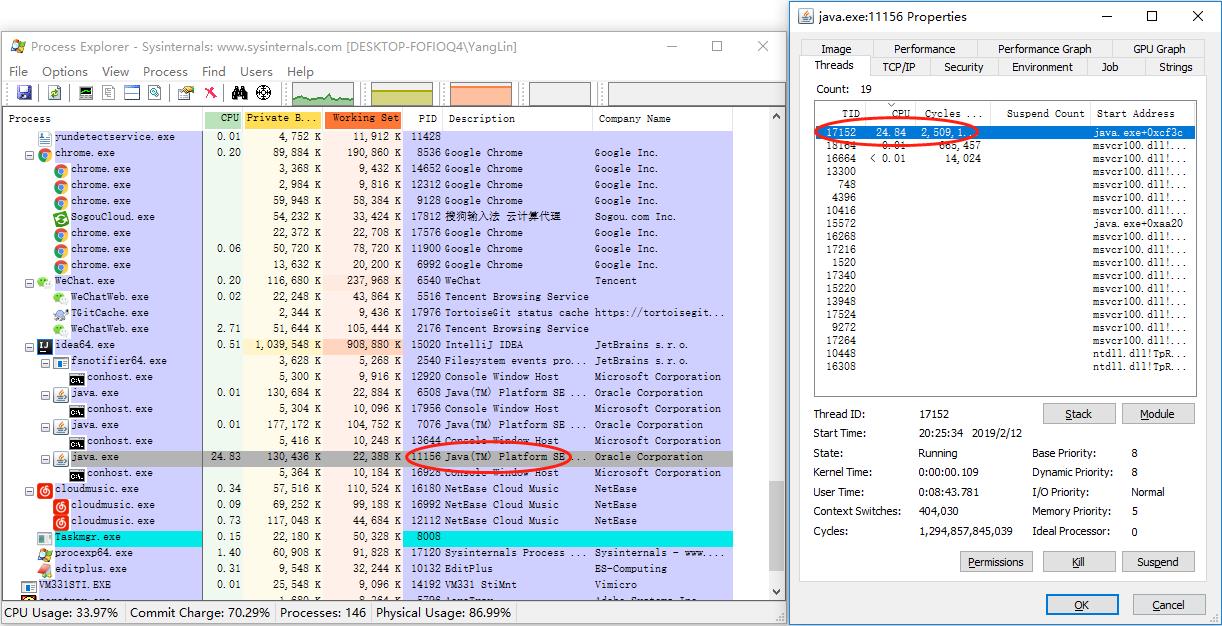 Process Explorer - Sysinternals: www.sysinternals.com [DESKTOP-FOFIOQ4\YangLin]
File Options View Process Find Users Help
Process CPU Private B... Working Set PID Description Company Name
yundetectservice.exe 0.01 4,752 K 11,912 K 11428
chrome.exe 0.20 89,884 K 190,860 K 8536 Google Chrome Google Inc.
chrome.exe 3,368 K 9,432 K 14652 Google Chrome Google Inc.
chrome.exe 2,984 K 9,816 K 12312 Google Chrome Google Inc.
chrome.exe 59,948 K 58,384 K 9128 Google Chrome Google Inc.
SogouCloud.exe 54,232 K 33,424 K 17812 搜狗输入法 云计算代理 Sogou.com Inc.
chrome.exe 22,372 K 22,708 K 17576 Google Chrome Google Inc.
chrome.exe 0.06 50,720 K 78,720 K 11900 Google Chrome Google Inc.
chrome.exe 13,632 K 20,200 K 6992 Google Chrome Google Inc.
WeChat.exe 0.20 116,680 K 237,968 K 6540 WeChat Tencent
WeChatWeb.exe 0.02 22,248 K 43,864 K 5516 Tencent Browsing Service
TGitCache.exe 2,344 K 9,436 K 17976 TortoiseGit status cache https://tortoisegit...
WeChatWeb.exe 2.71 51,644 K 105,444 K 2176 Tencent Browsing Service
idea64.exe 0.51 1,039,548 K 908,880 K 15020 IntelliJ IDEA JetBrains s.r.o.
fsnotifier64.exe 3,628 K 5,268 K 2540 Filesystem events pro... JetBrains s.r.o.
conhost.exe 5,300 K 9,916 K 12920 Console Window Host Microsoft Corporation
java.exe 0.01 130,684 K 22,884 K 6508 Java(TM) Platform SE ... Oracle Corporation
conhost.exe 5,304 K 10,096 K 17956 Console Window Host Microsoft Corporation
java.exe 0.01 177,172 K 104,752 K 7076 Java(TM) Platform SE ... Oracle Corporation
conhost.exe 5,416 K 10,248 K 13644 Console Window Host Microsoft Corporation
java.exe 24.83 130,436 K 22,388 K 11156 Java(TM) Platform SE ... Oracle Corporation
conhost.exe 5,364 K 10,184 K 16928 Console Window Host Microsoft Corporation
cloudmusic.exe 0.34 57,516 K 110,524 K 16180 NetEase Cloud Music NetEase
cloudmusic.exe 0.09 69,252 K 99,188 K 16992 NetEase Cloud Music NetEase
cloudmusic.exe 0.73 117,048 K 44,684 K 12112 NetEase Cloud Music NetEase
Taskmgr.exe 0.15 22,180 K 50,328 K 8008
procexp64.exe 1.40 60,908 K 91,828 K 17120 Sysinternals Process ... Sysinternals - www....
editplus.exe 0.31 9,948 K 32,244 K 10132 EditPlus ES-Computing
VM331STI.EXE 0.01 25,548 K 9,096 K 14192 VM331 StiMnt Vimicro
CPU Usage: 33.97% Commit Charge: 70.29% Processes: 146 Physical Usage: 86.99%
java.exe:11156 Properties
Image Performance Performance Graph GPU Graph
Threads TCP/IP Security Environment Job Strings
Count: 19
TID CPU Cycles ... Suspend Count Start Address
17152 24.84 2,509,1... java.exe+0xcf3c
18164 0.01 665,457 msvcr100.dll!...
16664 < 0.01 14,024 msvcr100.dll!...
13300 msvcr100.dll!...
748 msvcr100.dll!...
4396 msvcr100.dll!...
10416 msvcr100.dll!...
15572 java.exe+0xaa20
16268 msvcr100.dll!...
17216 msvcr100.dll!...
1520 msvcr100.dll!...
17340 msvcr100.dll!...
15220 msvcr100.dll!...
13948 msvcr100.dll!...
17524 msvcr100.dll!...
9272 msvcr100.dll!...
17264 msvcr100.dll!...
10448 ntdll.dll!TpR...
16308 ntdll.dll!TpR...
Thread ID: 17152 Stack Module
Start Time: 20:25:34 2019/2/12
State: Running Base Priority: 8
Kernel Time: 0:00:00.109 Dynamic Priority: 8
User Time: 0:08:43.781 I/O Priority: Normal
Context Switches: 404,030 Memory Priority: 5
Cycles: 1,294,857,845,039 Ideal Processor: 0
Permissions Kill Suspend
OK Cancel